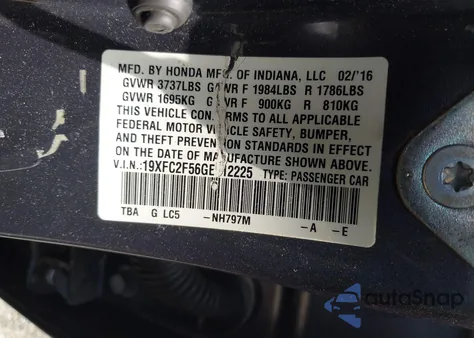 MFD. BY HONDA MFG. OF INDIANA, LLC 02/'16
GVWR 3737LBS GAWR F 1984LBS R 1786LBS
GVWR 1695KG GAWR F 900KG R 810KG
THIS VEHICLE CONFORMS TO ALL APPLICABLE
FEDERAL MOTOR VEHICLE SAFETY, BUMPER,
AND THEFT PREVENTION STANDARDS IN EFFECT
ON THE DATE OF MANUFACTURE SHOWN ABOVE.
V.I.N.: 19XFC2F56GE 2225 TYPE: PASSENGER CAR
TBA G LC5 -NH797M -A -E
autoSnap